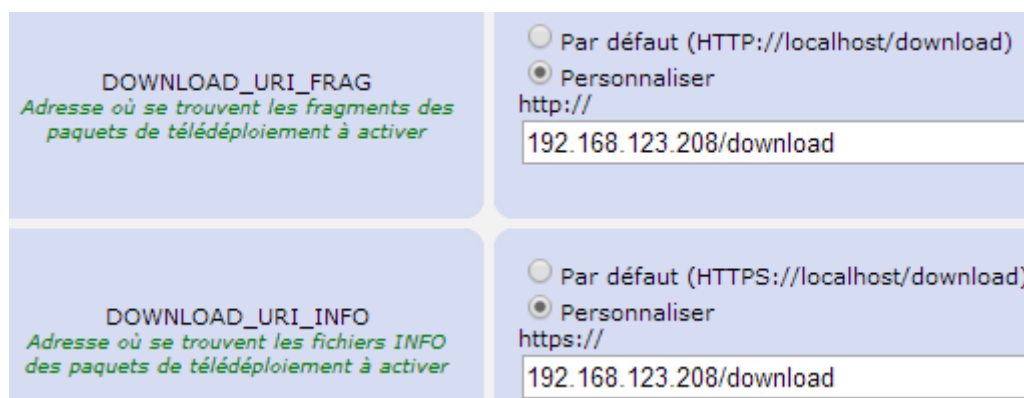 DOWNLOAD_URI_FRAG
Adresse où se trouvent les fragments des
paquets de télédéploiement à activer
Par défaut (HTTP://localhost/download)
Personnaliser
http://
192.168.123.208/download
DOWNLOAD_URI_INFO
Adresse où se trouvent les fichiers INFO
des paquets de télédéploiement à activer
Par défaut (HTTPS://localhost/download)
Personnaliser
https://
192.168.123.208/download